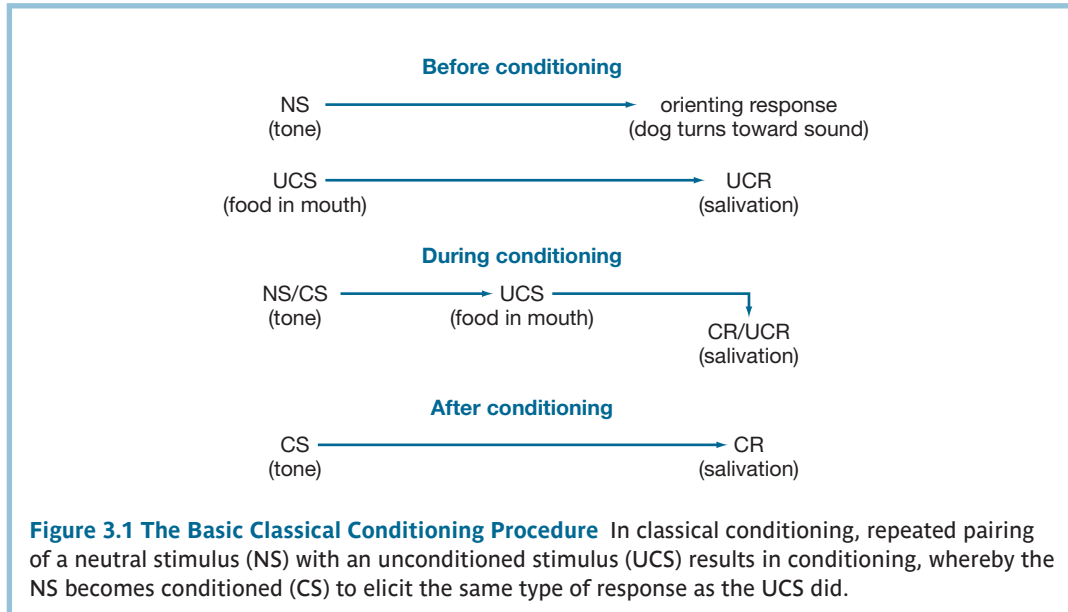 Before conditioning
NS orienting response
(tone) (dog turns toward sound)
UCS UCR
(food in mouth) (salivation)
During conditioning
NS/CS UCS
(tone) (food in mouth)
CR/UCR
(salivation)
After conditioning
CS CR
(tone) (salivation)
Figure 3.1 The Basic Classical Conditioning Procedure In classical conditioning, repeated pairing
of a neutral stimulus (NS) with an unconditioned stimulus (UCS) results in conditioning, whereby the
NS becomes conditioned (CS) to elicit the same type of response as the UCS did.